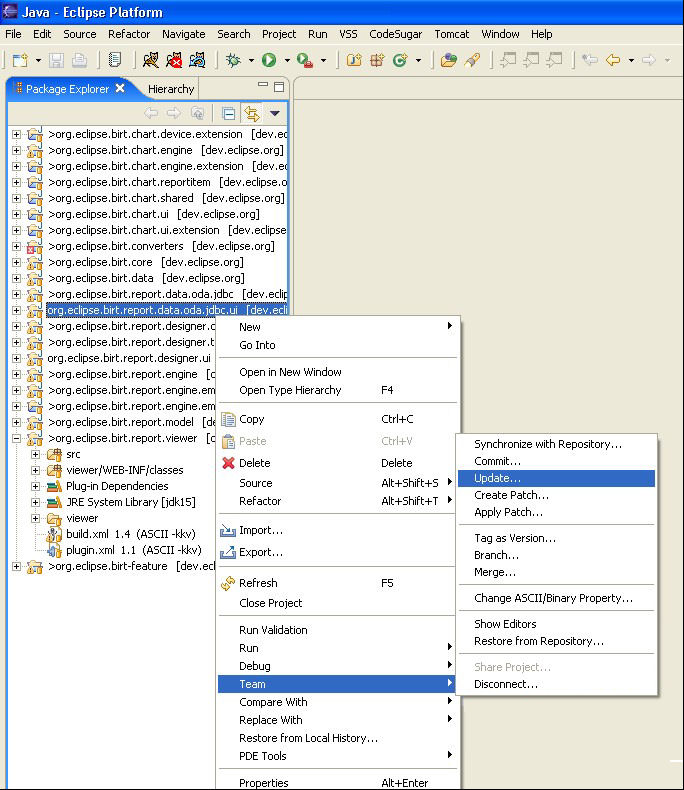 Java - Eclipse Platform
File Edit Source Refactor Navigate Search Project Run VSS CodeSugar Tomcat Window Help
Package Explorer Hierarchy
>org.eclipse.birt.chart.device.extension [dev.ec
>org.eclipse.birt.chart.engine [dev.eclipse.org]
>org.eclipse.birt.chart.engine.extension [dev.ec
>org.eclipse.birt.chart.reportitem [dev.eclipse.o
>org.eclipse.birt.chart.shared [dev.eclipse.org]
>org.eclipse.birt.chart.ui [dev.eclipse.org]
>org.eclipse.birt.chart.ui.extension [dev.eclipse
>org.eclipse.birt.converters [dev.eclipse.org]
>org.eclipse.birt.core [dev.eclipse.org]
>org.eclipse.birt.data [dev.eclipse.org]
>org.eclipse.birt.report.data.oda.jdbc [dev.eclip
org.eclipse.birt.report.data.oda.jdbc.ui [dev.ecli
>org.eclipse.birt.report.designer.c
>org.eclipse.birt.report.designer.t
org.eclipse.birt.report.designer.ui
>org.eclipse.birt.report.engine [d
>org.eclipse.birt.report.engine.em
>org.eclipse.birt.report.engine.em
>org.eclipse.birt.report.model [de
>org.eclipse.birt.report.viewer [d
src
viewer/WEB-INF/classes
Plug-in Dependencies
JRE System Library [jdk15]
viewer
build.xml 1.4 (ASCII -kkv)
plugin.xml 1.1 (ASCII -kkv)
>org.eclipse.birt-feature [dev.ecl
New
Go Into
Open in New Window
Open Type Hierarchy F4
Copy Ctrl+C
Paste Ctrl+V
Delete Delete
Source Alt+Shift+S
Refactor Alt+Shift+T
Import...
Export...
Refresh F5
Close Project
Run Validation
Run
Debug
Team
Compare With
Replace With
Restore from Local History...
PDE Tools
Properties Alt+Enter
Synchronize with Repository...
Commit...
Update...
Create Patch...
Apply Patch...
Tag as Version...
Branch...
Merge...
Change ASCII/Binary Property...
Show Editors
Restore from Repository...
Share Project...
Disconnect...